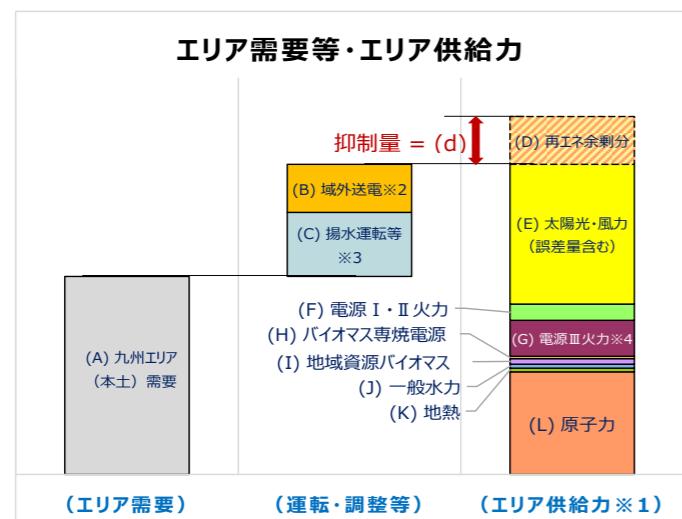 エリア需要等・エリア供給力
抑制量 = (d)
(D) 再エネ余剰分
(B) 域外送電※2
(C) 揚水運転等
※3
(E) 太陽光・風力
(誤差量含む)
(F) 電源 Ⅰ・Ⅱ火力
(G) 電源Ⅲ火力※4
(H) バイオマス専焼電源
(I) 地域資源バイオマス
(J) 一般水力
(K) 地熱
(A) 九州エリア
(本土) 需要
(L) 原子力
(エリア需要)
(運転・調整等)
(エリア供給力※1)